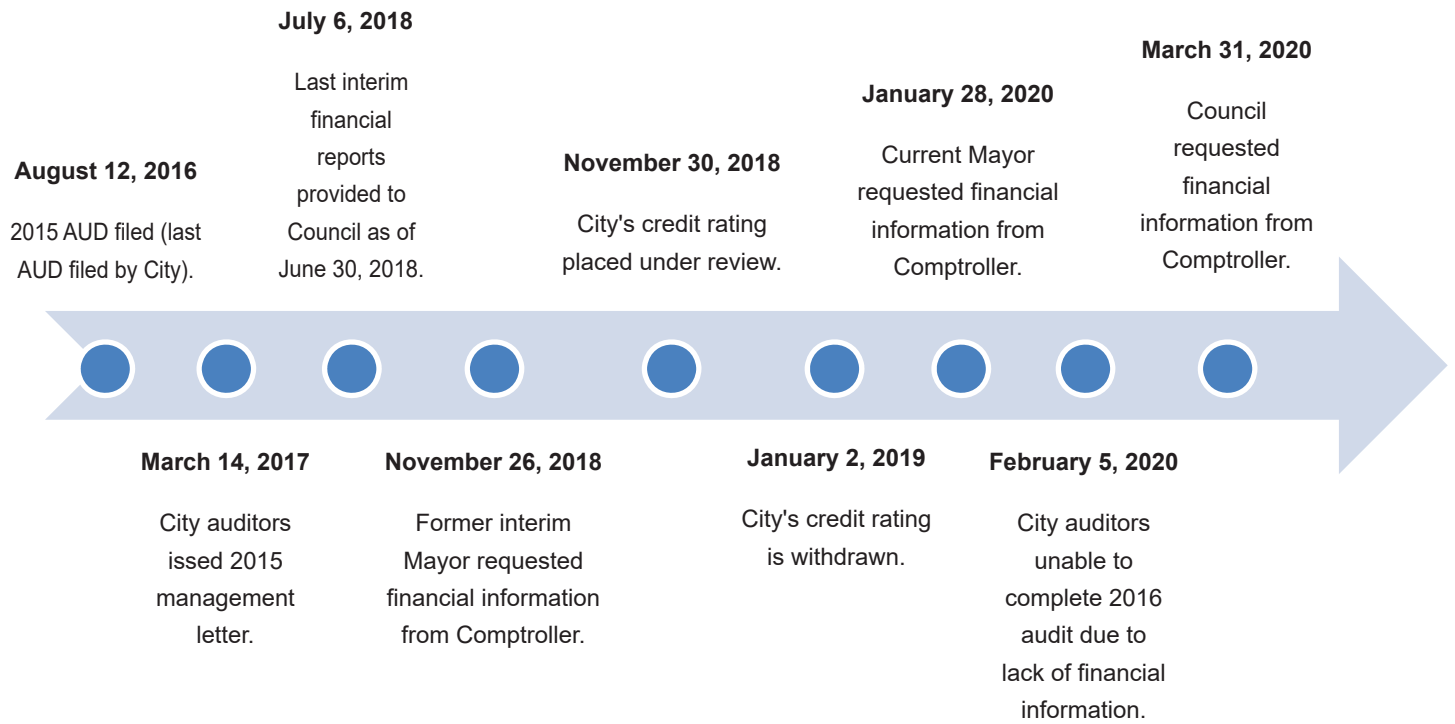 August 12, 2016
2015 AUD filed (last
AUD filed by City).
March 14, 2017
City auditors
issed 2015
management
letter.
July 6, 2018
Last interim
financial
reports
provided to
Council as of
June 30, 2018.
November 26, 2018
Former interim
Mayor requested
financial information
from Comptroller.
November 30, 2018
City's credit rating
placed under review.
January 2, 2019
City's credit rating
is withdrawn.
January 28, 2020
Current Mayor
requested financial
information from
Comptroller.
February 5, 2020
City auditors
unable to
complete 2016
audit due to
lack of financial
information.
March 31, 2020
Council
requested
financial
information from
Comptroller.